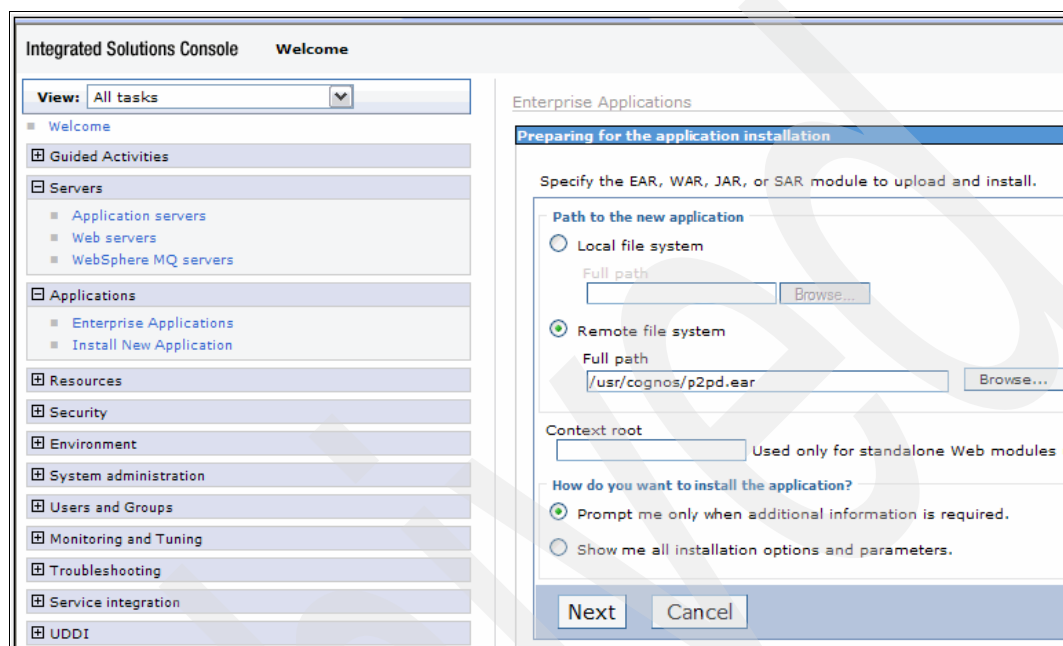 Integrated Solutions Console Welcome
View: All tasks
Welcome
Guided Activities
Servers
Application servers
Web servers
WebSphere MQ servers
Applications
Enterprise Applications
Install New Application
Resources
Security
Environment
System administration
Users and Groups
Monitoring and Tuning
Troubleshooting
Service integration
UDDI
Enterprise Applications
Preparing for the application installation
Specify the EAR, WAR, JAR, or SAR module to upload and install.
Path to the new application
Local file system
Full path
Browse...
Remote file system
Full path
/usr/cognos/p2pd.ear Browse...
Context root
Used only for standalone Web modules
How do you want to install the application?
Prompt me only when additional information is required.
Show me all installation options and parameters.
Next Cancel